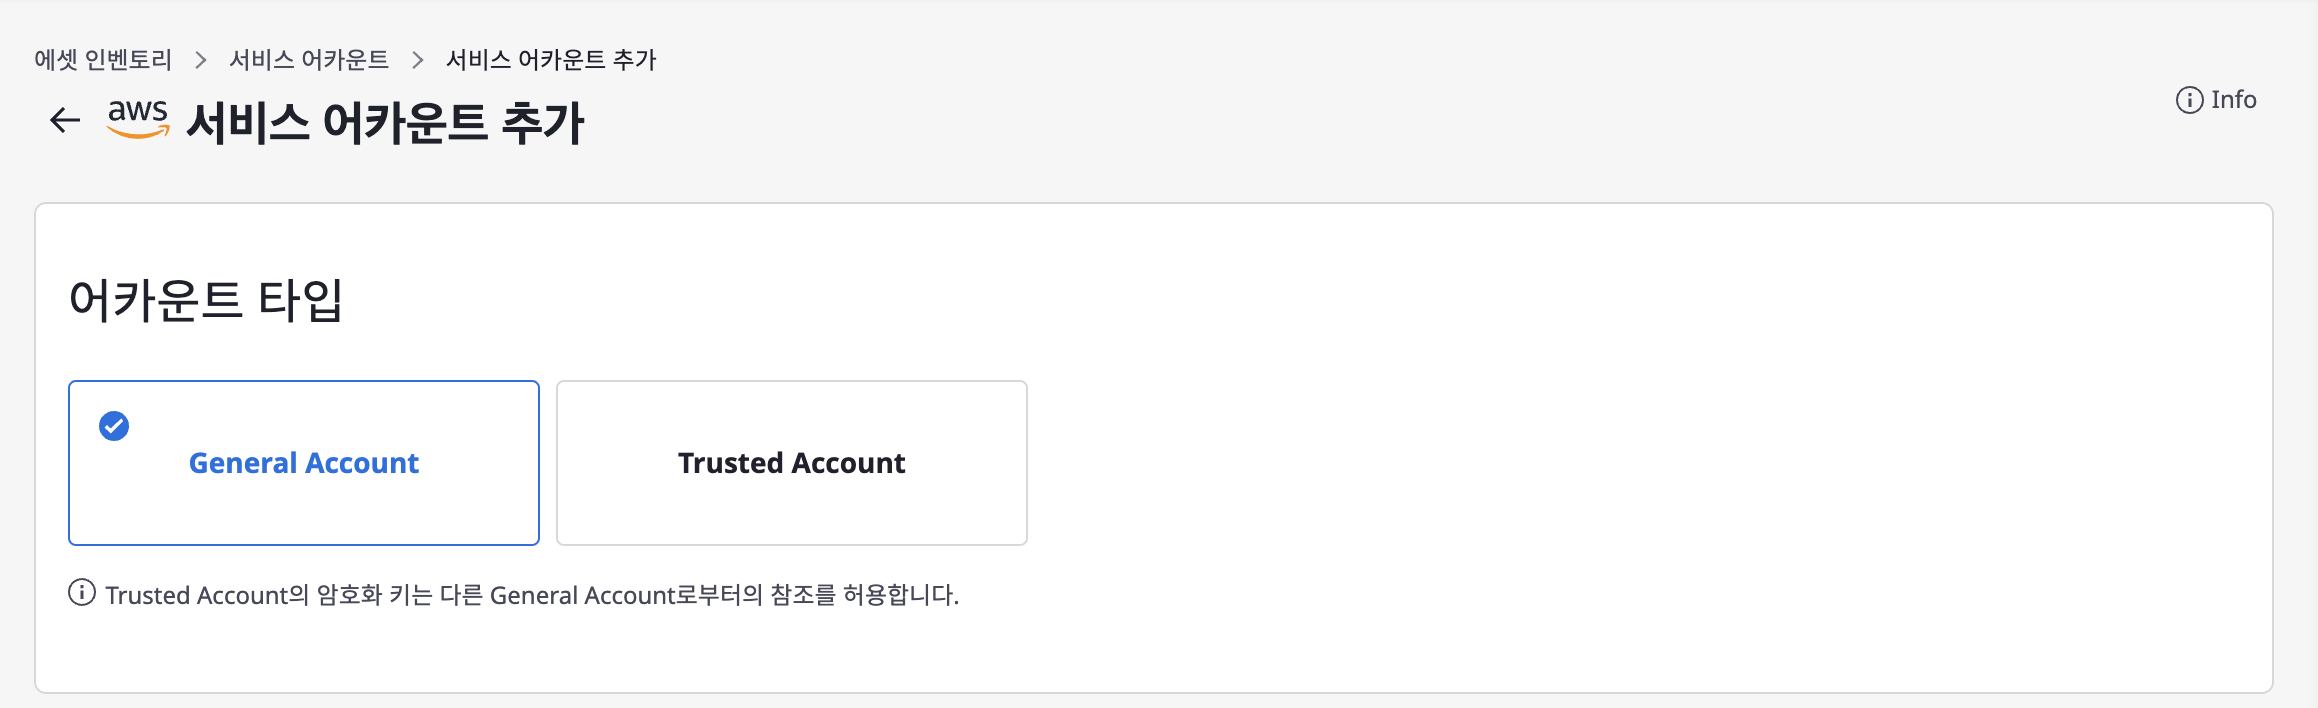 에셋 인벤토리 > 서비스 어카운트 > 서비스 어카운트 추가
aws 서비스 어카운트 추가
Info
어카운트 타입
General Account
Trusted Account
Trusted Account의 암호화 키는 다른 General Account로부터의 참조를 허용합니다.